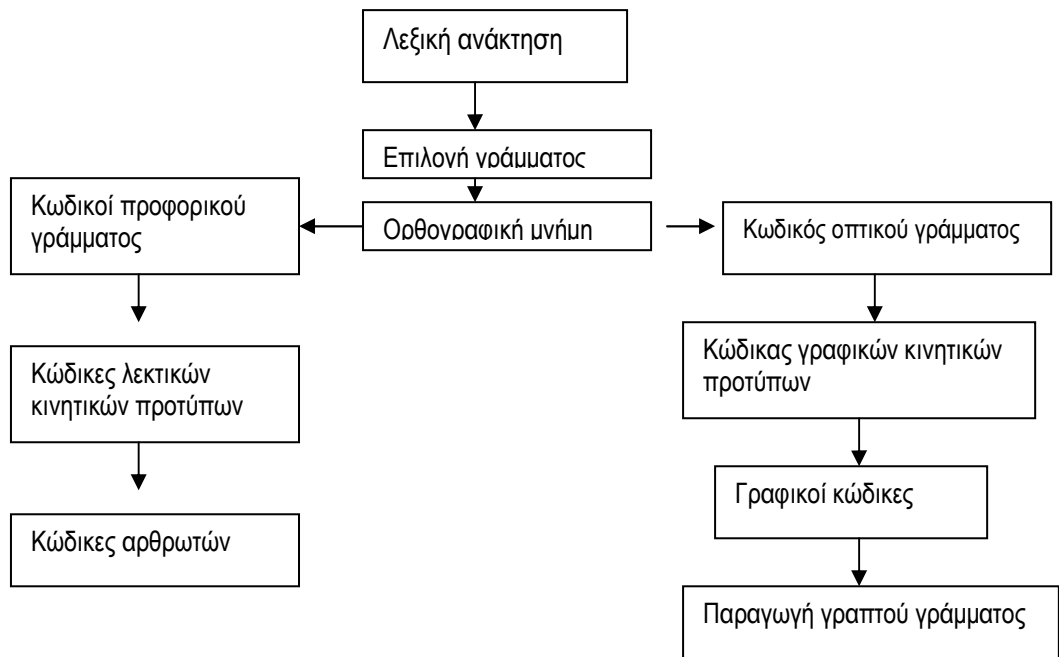 Λεξική ανάκτηση
Επιλογή γράμματος
Κωδικοί προφορικού
γράμματος
Ορθογραφική μνήμη
Κωδικός οπτικού γράμματος
Κώδικες λεκτικών
κινητικών προτύπων
Κώδικας γραφικών κινητικών
προτύπων
Γραφικοί κώδικες
Κώδικες αρθρωτών
Παραγωγή γραπτού γράμματος